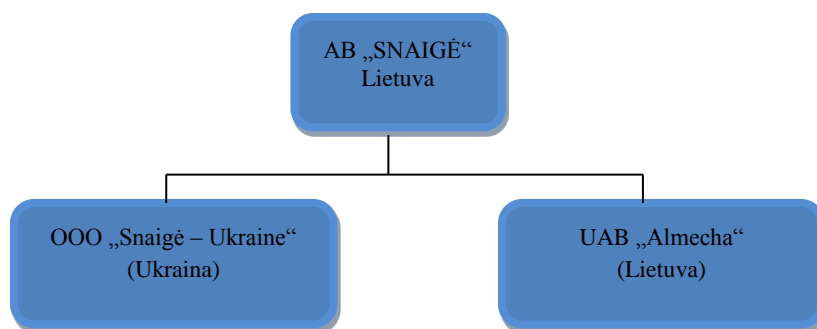 AB „SNAIGĖ“
Lietuva
OOO „Snaigė – Ukraine“
(Ukraina)
UAB „Almecha“
(Lietuva)